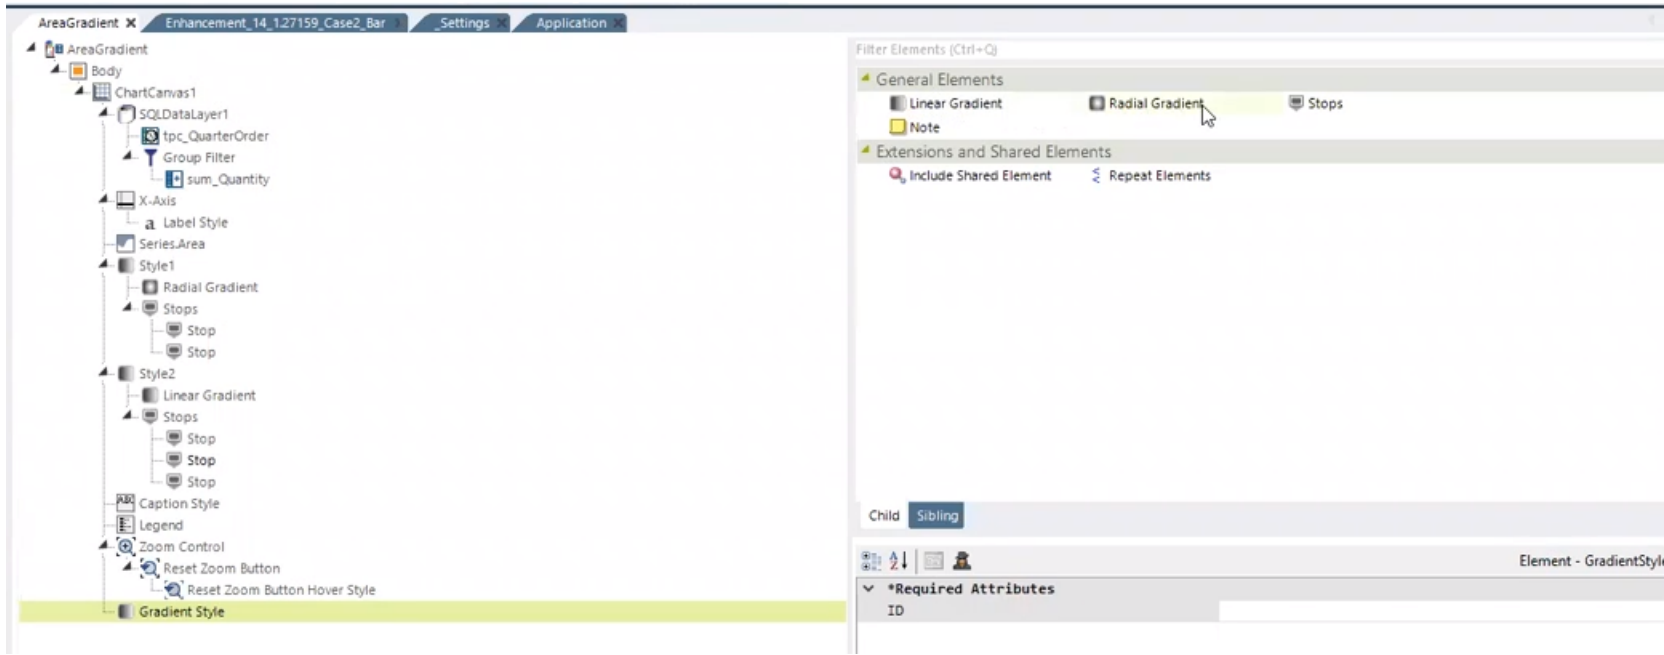 AreaGradient Enhancement_14_1.27159_Case2_Bar _Settings Application
AreaGradient
Body
ChartCanvas1
SQLDataLayer1
tpc_QuarterOrder
Group Filter
sum_Quantity
X-Axis
a Label Style
Series.Area
Style1
Radial Gradient
Stops
Stop
Stop
Style2
Linear Gradient
Stops
Stop
Stop
Stop
Caption Style
Legend
Zoom Control
Reset Zoom Button
Reset Zoom Button Hover Style
Gradient Style
Filter Elements (Ctrl+Q)
General Elements
Linear Gradient Radial Gradient Stops
Note
Extensions and Shared Elements
Include Shared Element Repeat Elements
Child Sibling
Element - GradientStyle
*Required Attributes
ID